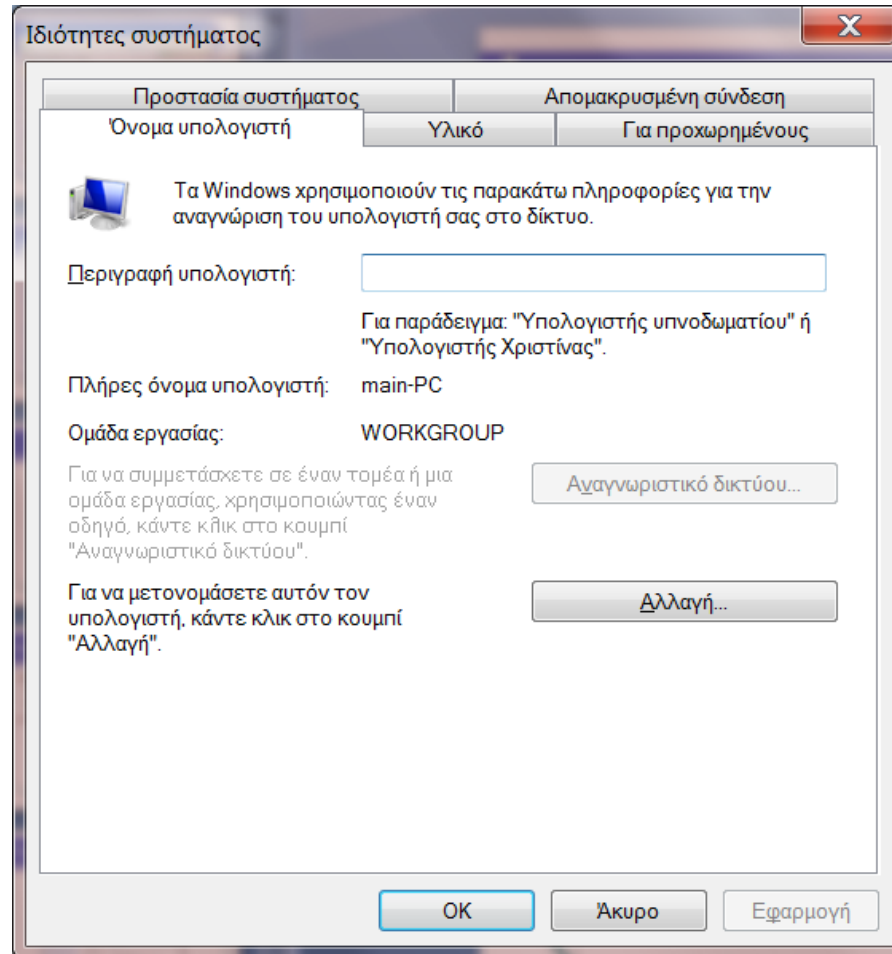 Ιδιότητες συστήματος
X
Προστασία συστήματος
Απομακρυσμένη σύνδεση
Όνομα υπολογιστή
Υλικό
Για προχωρημένους
Τα Windows χρησιμοποιούν τις παρακάτω πληροφορίες για την
αναγνώριση του υπολογιστή σας στο δίκτυο.
Περιγραφή υπολογιστή:
Για παράδειγμα: "Υπολογιστής υπνοδωματίου" ή
"Υπολογιστής Χριστίνας".
Πλήρες όνομα υπολογιστή: main-PC
Ομάδα εργασίας: WORKGROUP
Για να συμμετάσχετε σε έναν τομέα ή μια
ομάδα εργασίας, χρησιμοποιώντας έναν
οδηγό, κάντε κλικ στο κουμπί
"Αναγνωριστικό δικτύου".
Αναγνωριστικό δικτύου...
Για να μετονομάσετε αυτόν τον
υπολογιστή, κάντε κλικ στο κουμπί
"Αλλαγή".
Αλλαγή...
OK
Άκυρο
Εφαρμογή